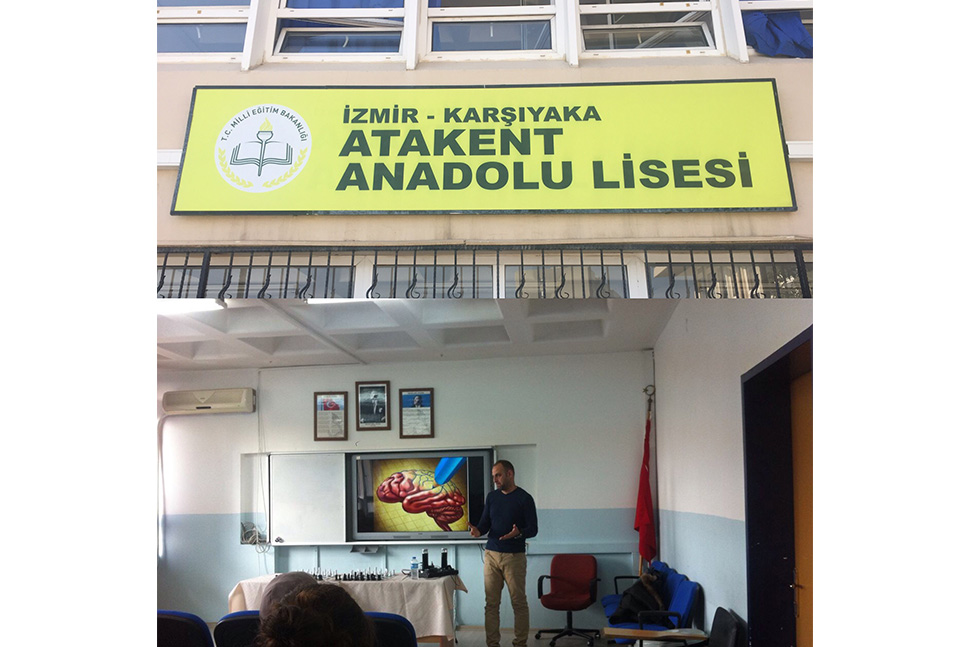 T.C. MİLLİ EĞİTİM BAKANLIĞI
İZMİR - KARŞIYAKA
ATAKENT
ANADOLU LİSESİ